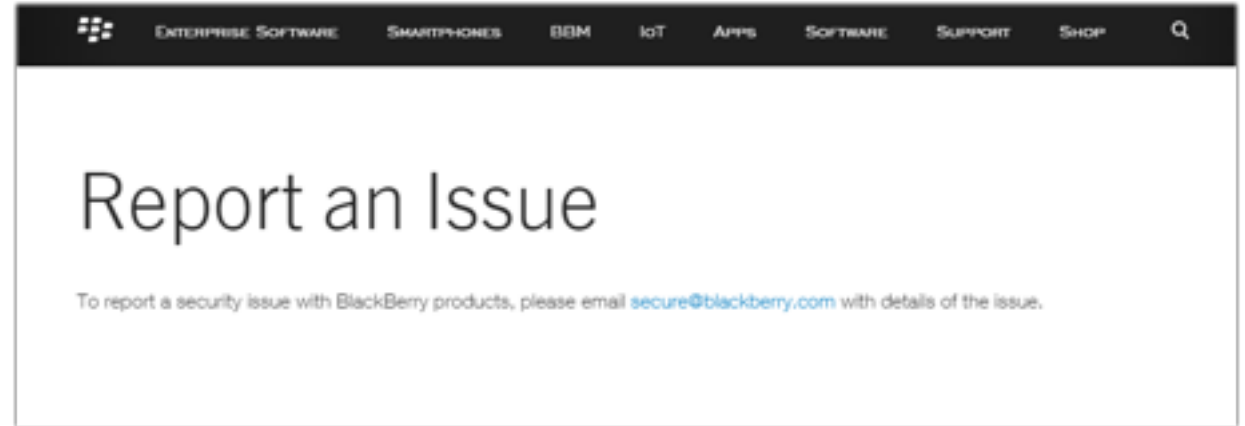 Enterprise Software Smartphones BBM IoT Apps Software Support Shop
Report an Issue
To report a security issue with BlackBerry products, please email secure@blackberry.com with details of the issue.